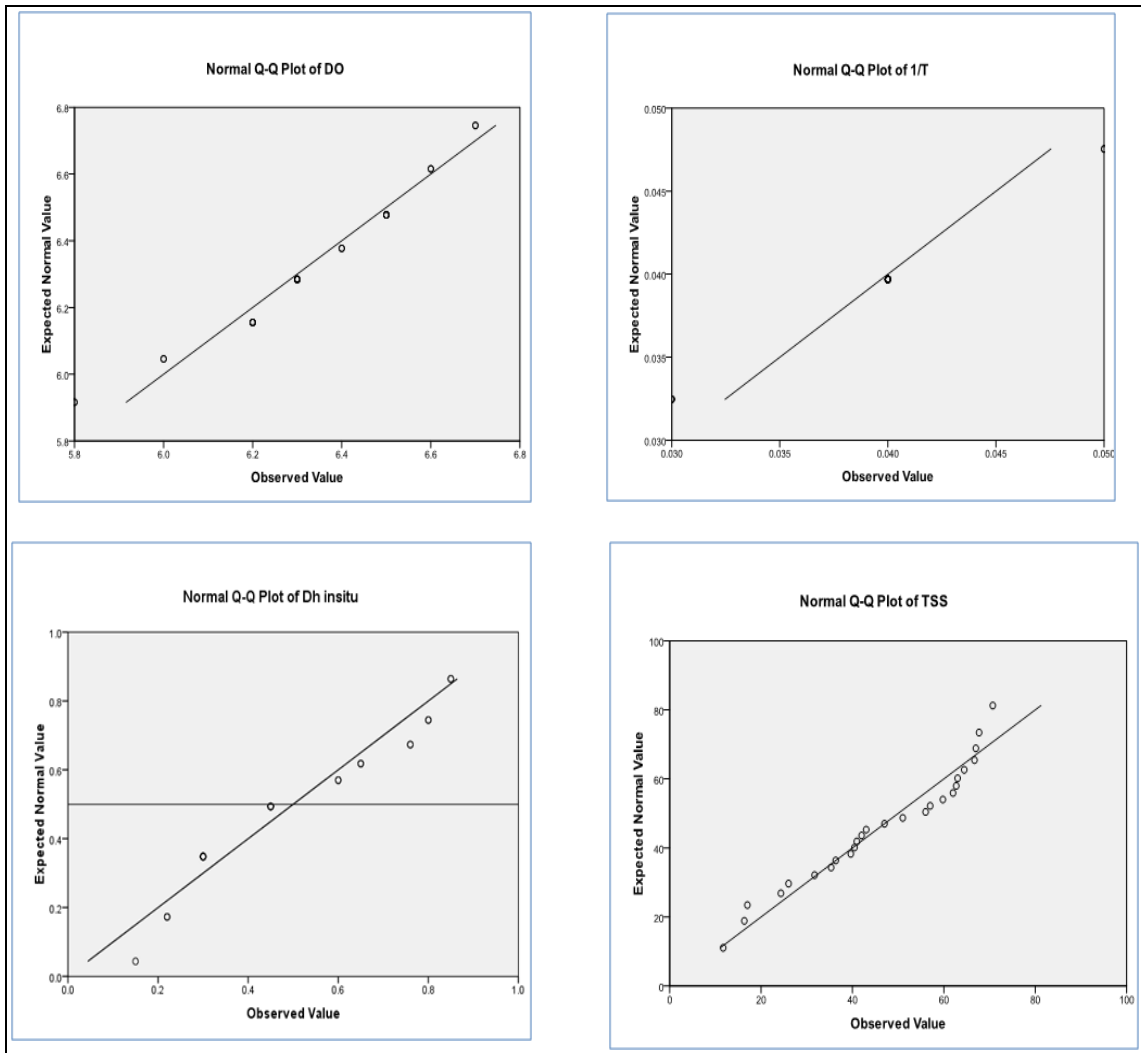 Normal Q-Q Plot of DO
Expected Normal Value
6.8
6.6
6.4
6.2
6.0
5.8
5.8 6.0 6.2 6.4 6.6 6.8
Observed Value
Normal Q-Q Plot of 1/T
Expected Normal Value
0.050
0.045
0.040
0.035
0.030
0.030 0.035 0.040 0.045 0.050
Observed Value
Normal Q-Q Plot of Dh insitu
Expected Normal Value
1.0
0.8
0.6
0.4
0.2
0.0
0.0 0.2 0.4 0.6 0.8 1.0
Observed Value
Normal Q-Q Plot of TSS
Expected Normal Value
100
80
60
40
20
0
0 20 40 60 80 100
Observed Value